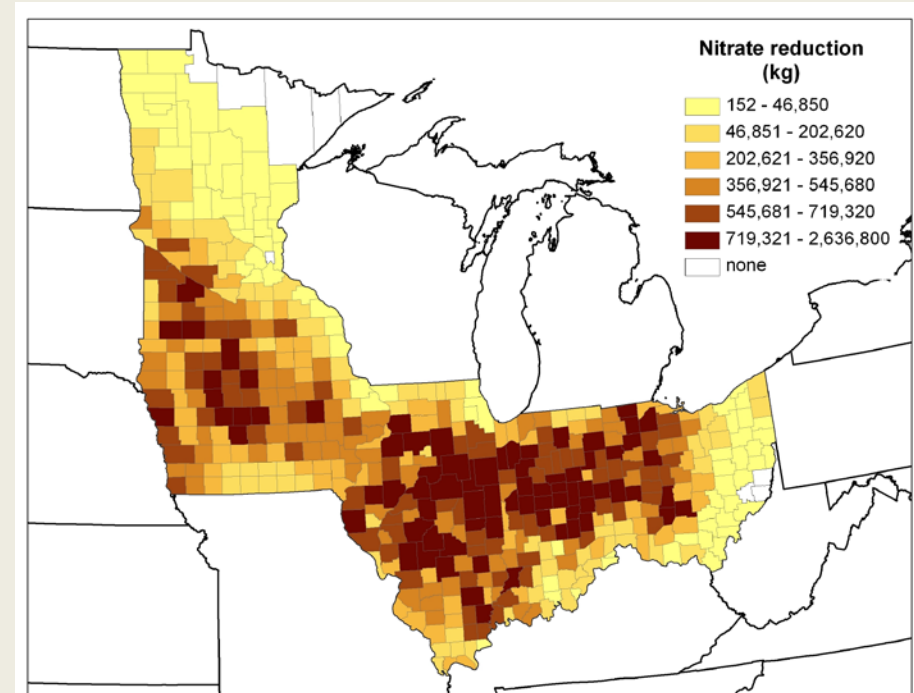 Nitrate reduction
(kg)
152 - 46,850
46,851 - 202,620
202,621 - 356,920
356,921 - 545,680
545,681 - 719,320
719,321 - 2,636,800
none